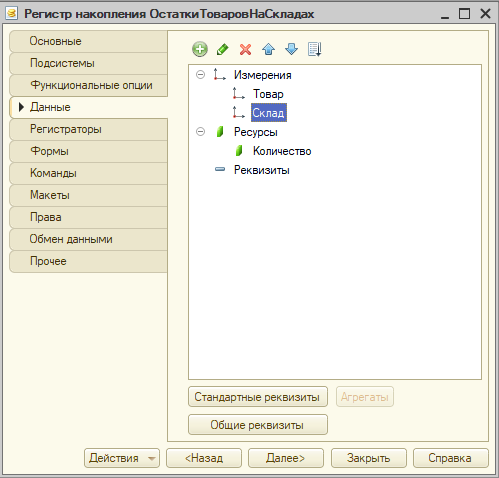 Регистр накопления ОстаткиТоваровНаСкладах
Основные
Подсистемы
Функциональные опции
Данные
Регистраторы
Формы
Команды
Макеты
Права
Обмен данными
Прочее
Измерения
Товар
Склад
Ресурсы
Количество
Реквизиты
Стандартные реквизиты
Агрегаты
Общие реквизиты
Действия
<Назад
Далее>
Закрыть
Справка